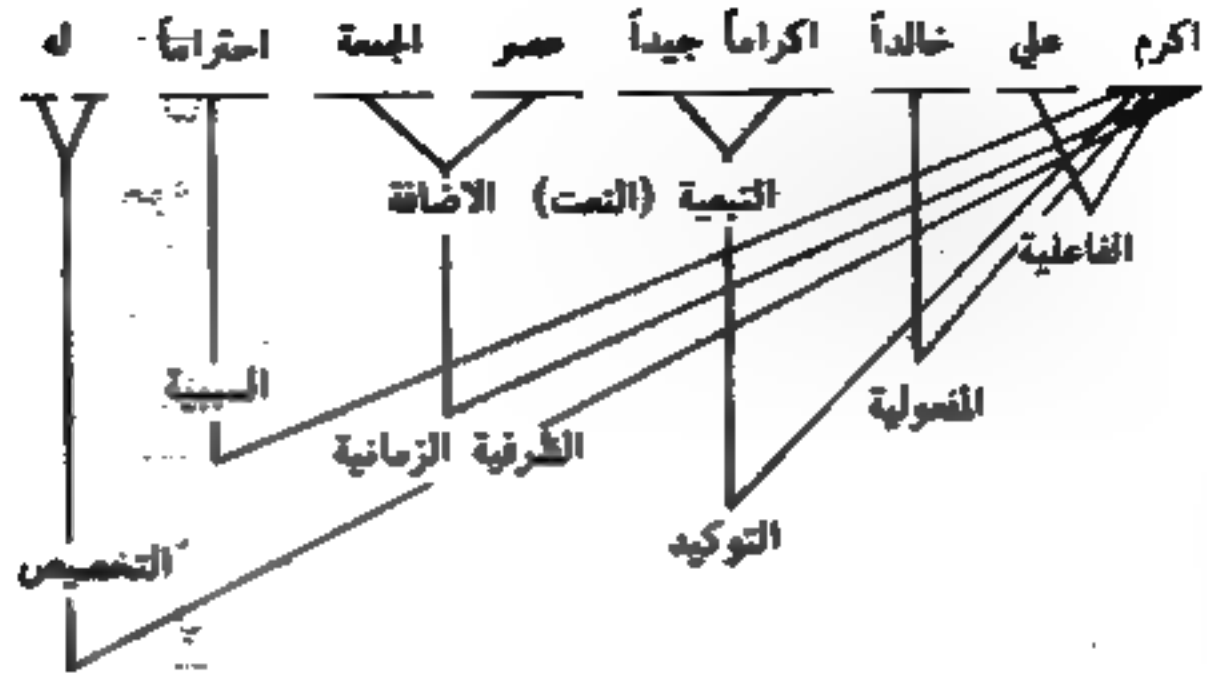 اكرم علي خالداً اكراماً جيداً عصر الجمعة احتراماً له
التبعية (النعت) الاضافة
الفاعلية
السببية
المفعولية
الظرفية الزمانية
التوكيد
التخصيص